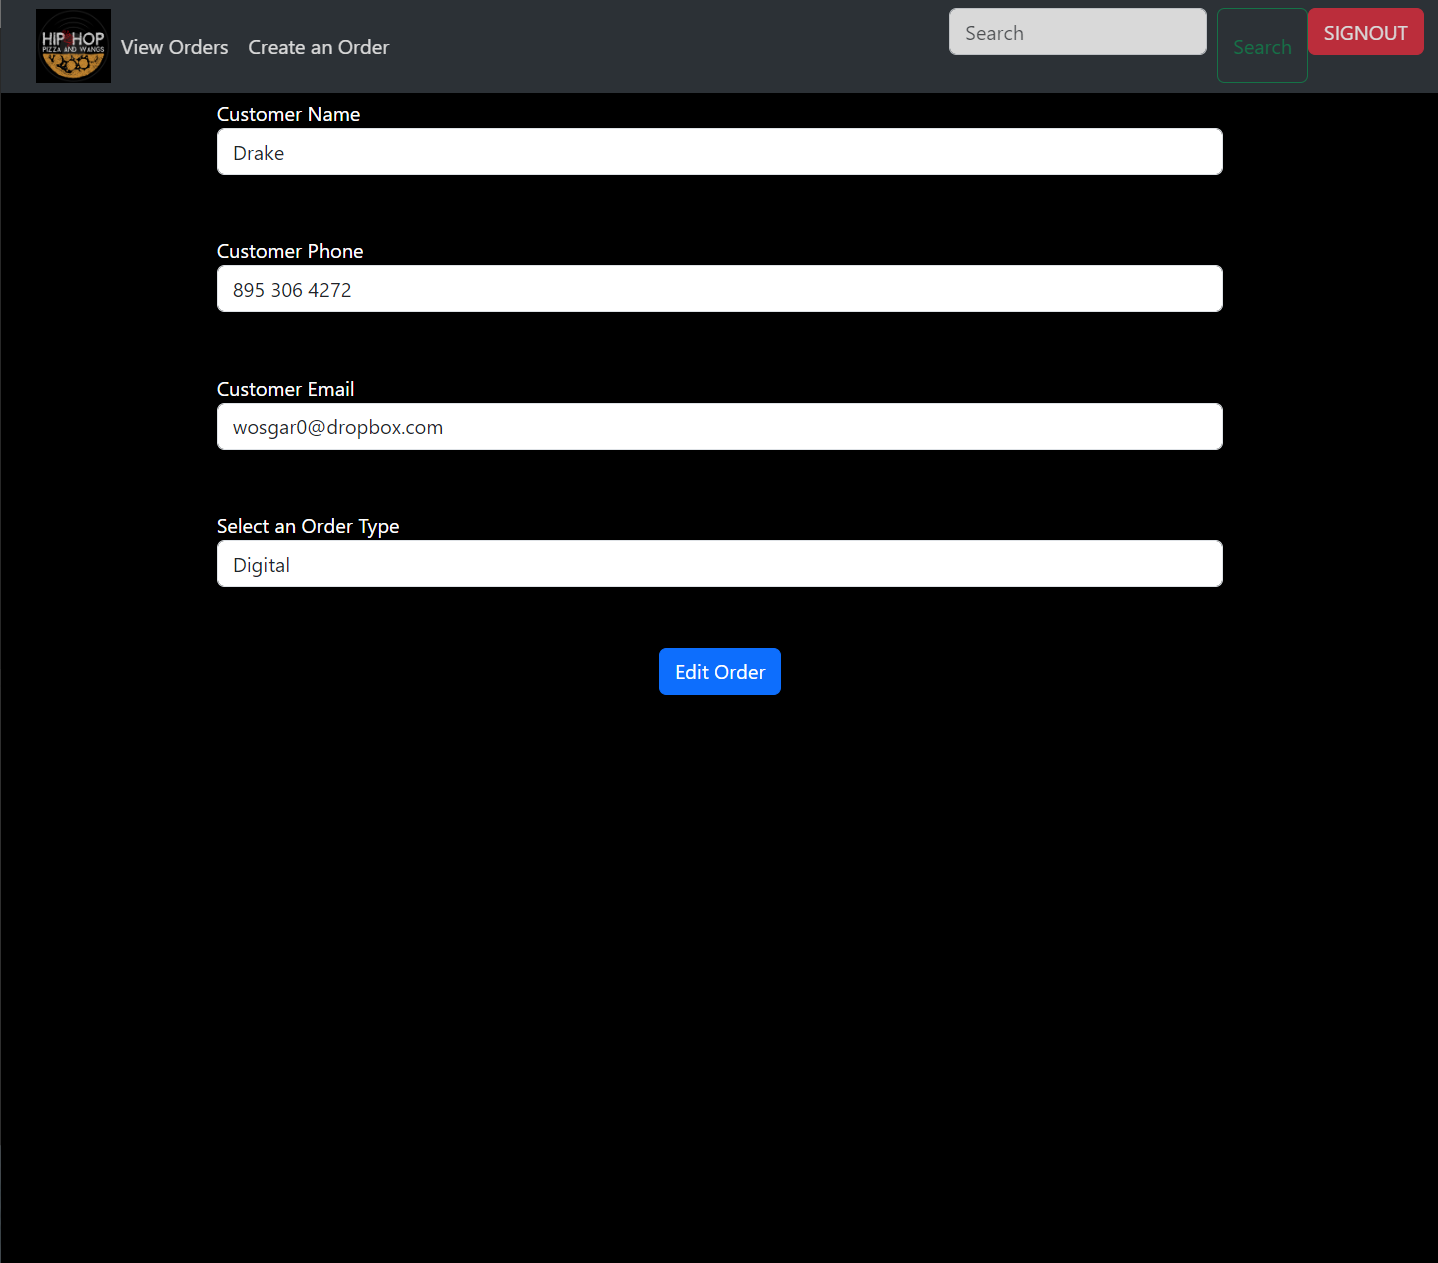 HIP HOP
PIZZA AND WANGS
View Orders Create an Order Search Search SIGNOUT
Customer Name
Drake
Customer Phone
895 306 4272
Customer Email
wosgar0@dropbox.com
Select an Order Type
Digital
Edit Order